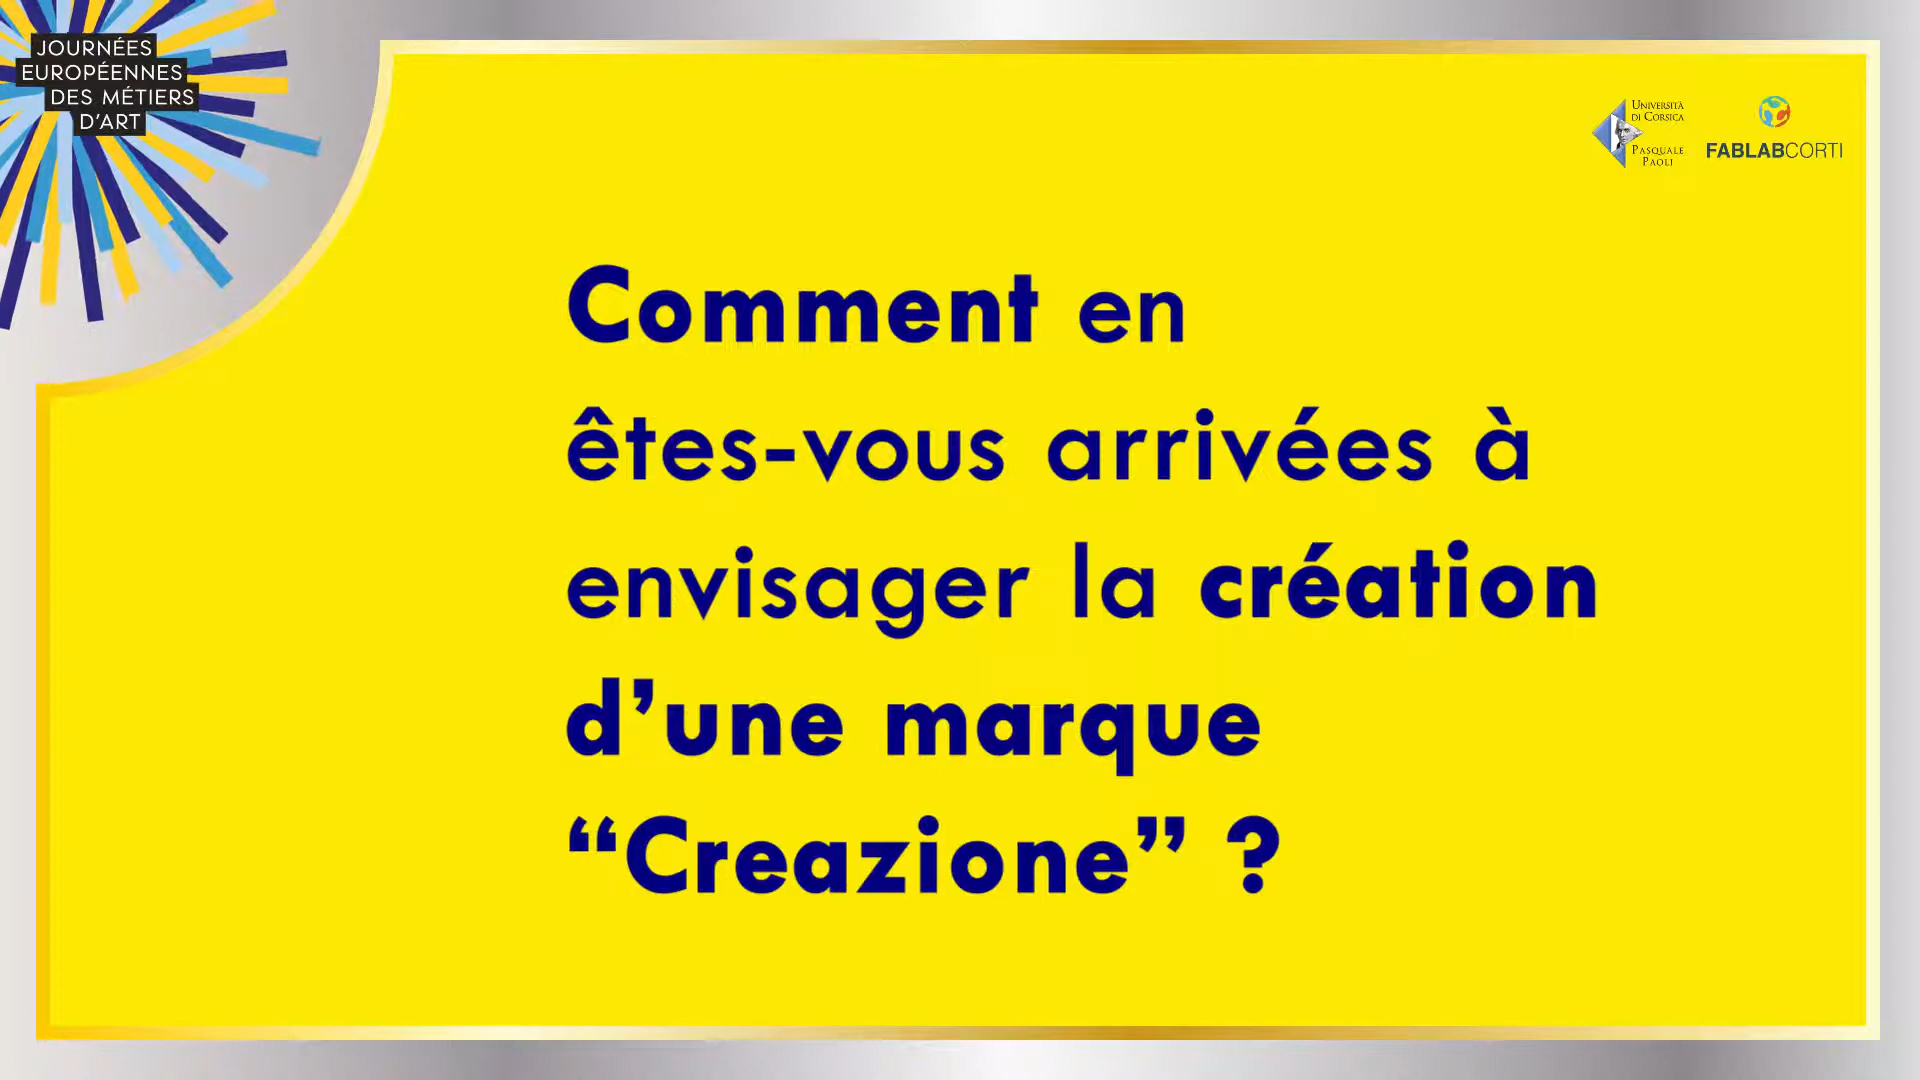 JOURNÉES
EUROPÉENNES
DES MÉTIERS
D'ART
UNIVERSITÀ
DI CORSICA
PASQUALE
PAOLI
FABLABCORTI
Comment en
êtes-vous arrivées à
envisager la création
d’une marque
“Creazione” ?